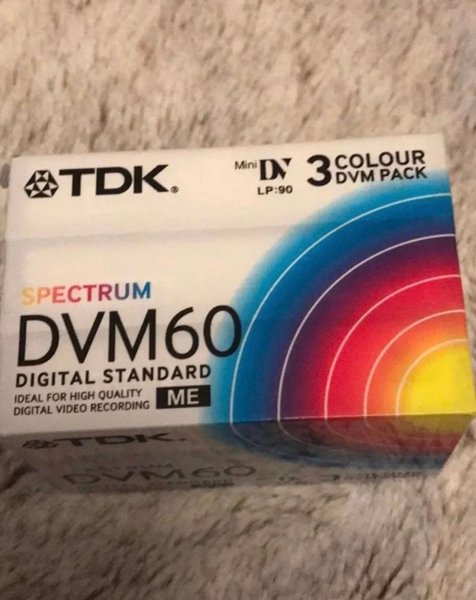 TDK®
Mini DV
LP:90
3 COLOUR
DVM PACK
SPECTRUM
DVM60
DIGITAL STANDARD
IDEAL FOR HIGH QUALITY
DIGITAL VIDEO RECORDING ME
TDK.
DVM60